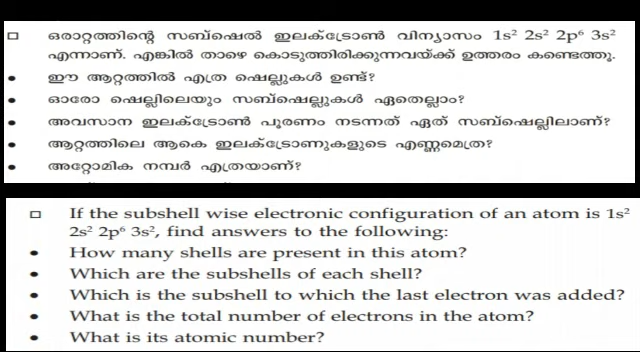 □ ഒരാറ്റത്തിന്റെ സബ്ഷെൽ ഇലക്ട്രോൺ വിന്യാസം 1s² 2s² 2p⁶ 3s²
എന്നാണ്. എങ്കിൽ താഴെ കൊടുത്തിരിക്കുന്നവയ്ക്ക് ഉത്തരം കണ്ടെത്തൂ.
• ഈ ആറ്റത്തിൽ എത്ര ഷെല്ലുകൾ ഉണ്ട്?
• ഓരോ ഷെല്ലിലെയും സബ്ഷെല്ലുകൾ ഏതെല്ലാം?
• അവസാന ഇലക്ട്രോൺ പൂരണം നടന്നത് ഏത് സബ്ഷെല്ലിലാണ്?
• ആറ്റത്തിലെ ആകെ ഇലക്ട്രോണുകളുടെ എണ്ണമെത്ര?
• അറ്റോമിക നമ്പർ എത്രയാണ്?
□ If the subshell wise electronic configuration of an atom is 1s²
2s² 2p⁶ 3s², find answers to the following:
• How many shells are present in this atom?
• Which are the subshells of each shell?
• Which is the subshell to which the last electron was added?
• What is the total number of electrons in the atom?
• What is its atomic number?